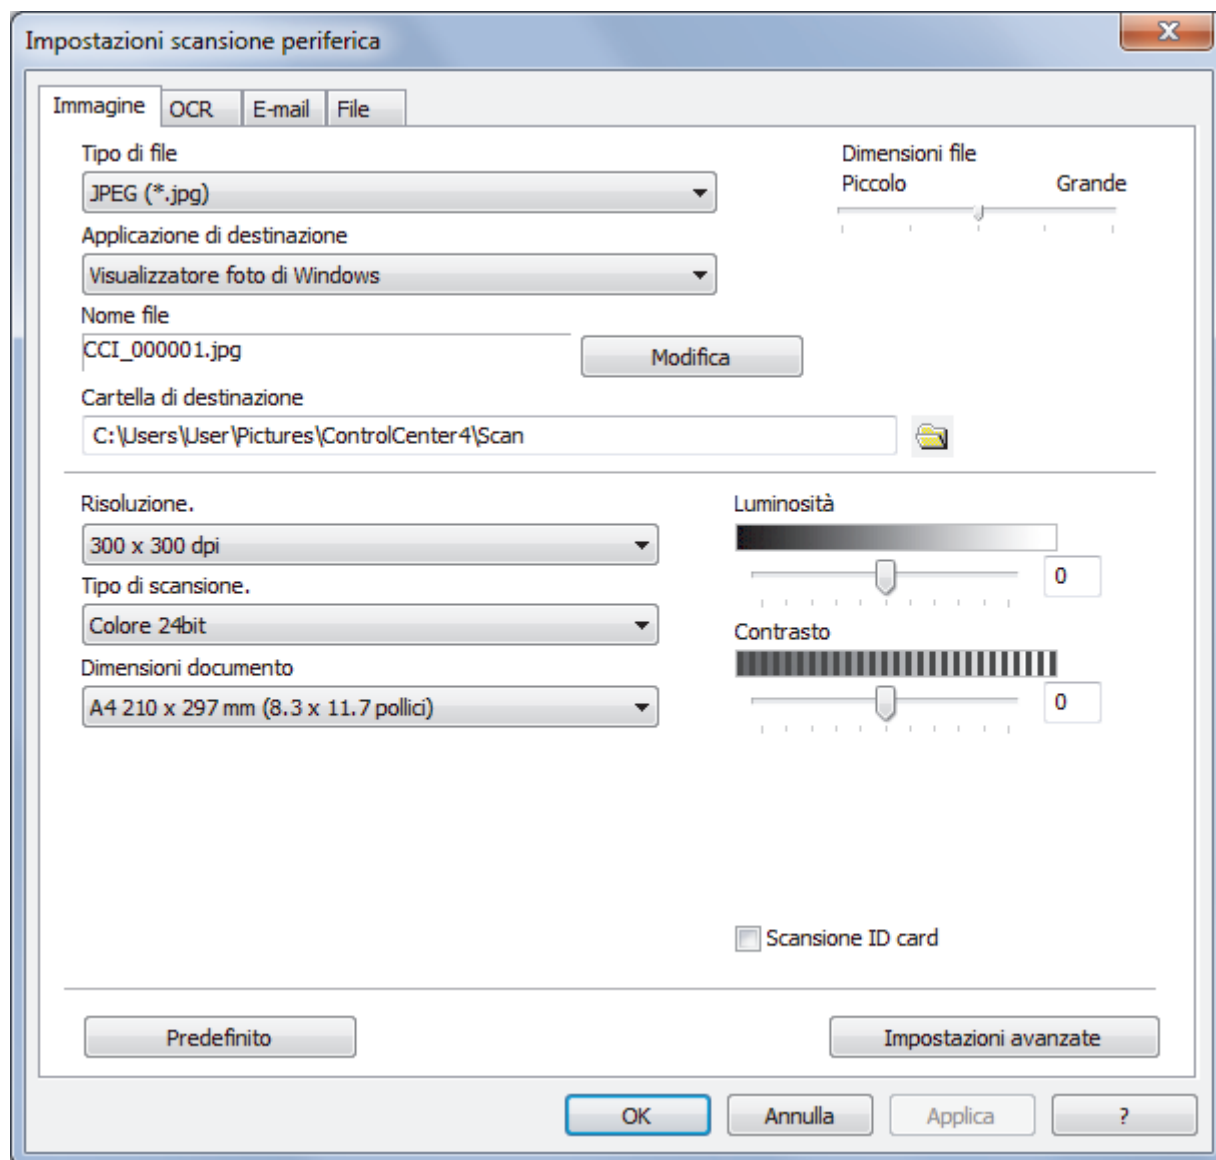 Impostazioni scansione periferica
Immagine OCR E-mail File
Tipo di file
JPEG (*.jpg)
Dimensioni file
Piccolo Grande
Applicazione di destinazione
Visualizzatore foto di Windows
Nome file
CCI_000001.jpg
Modifica
Cartella di destinazione
C:\Users\User\Pictures\ControlCenter4\Scan
Risoluzione.
300 x 300 dpi
Tipo di scansione.
Colore 24bit
Dimensioni documento
A4 210 x 297 mm (8.3 x 11.7 pollici)
Luminosità
0
Contrasto
0
Scansione ID card
Predefinito Impostazioni avanzate
OK Annulla Applica ?